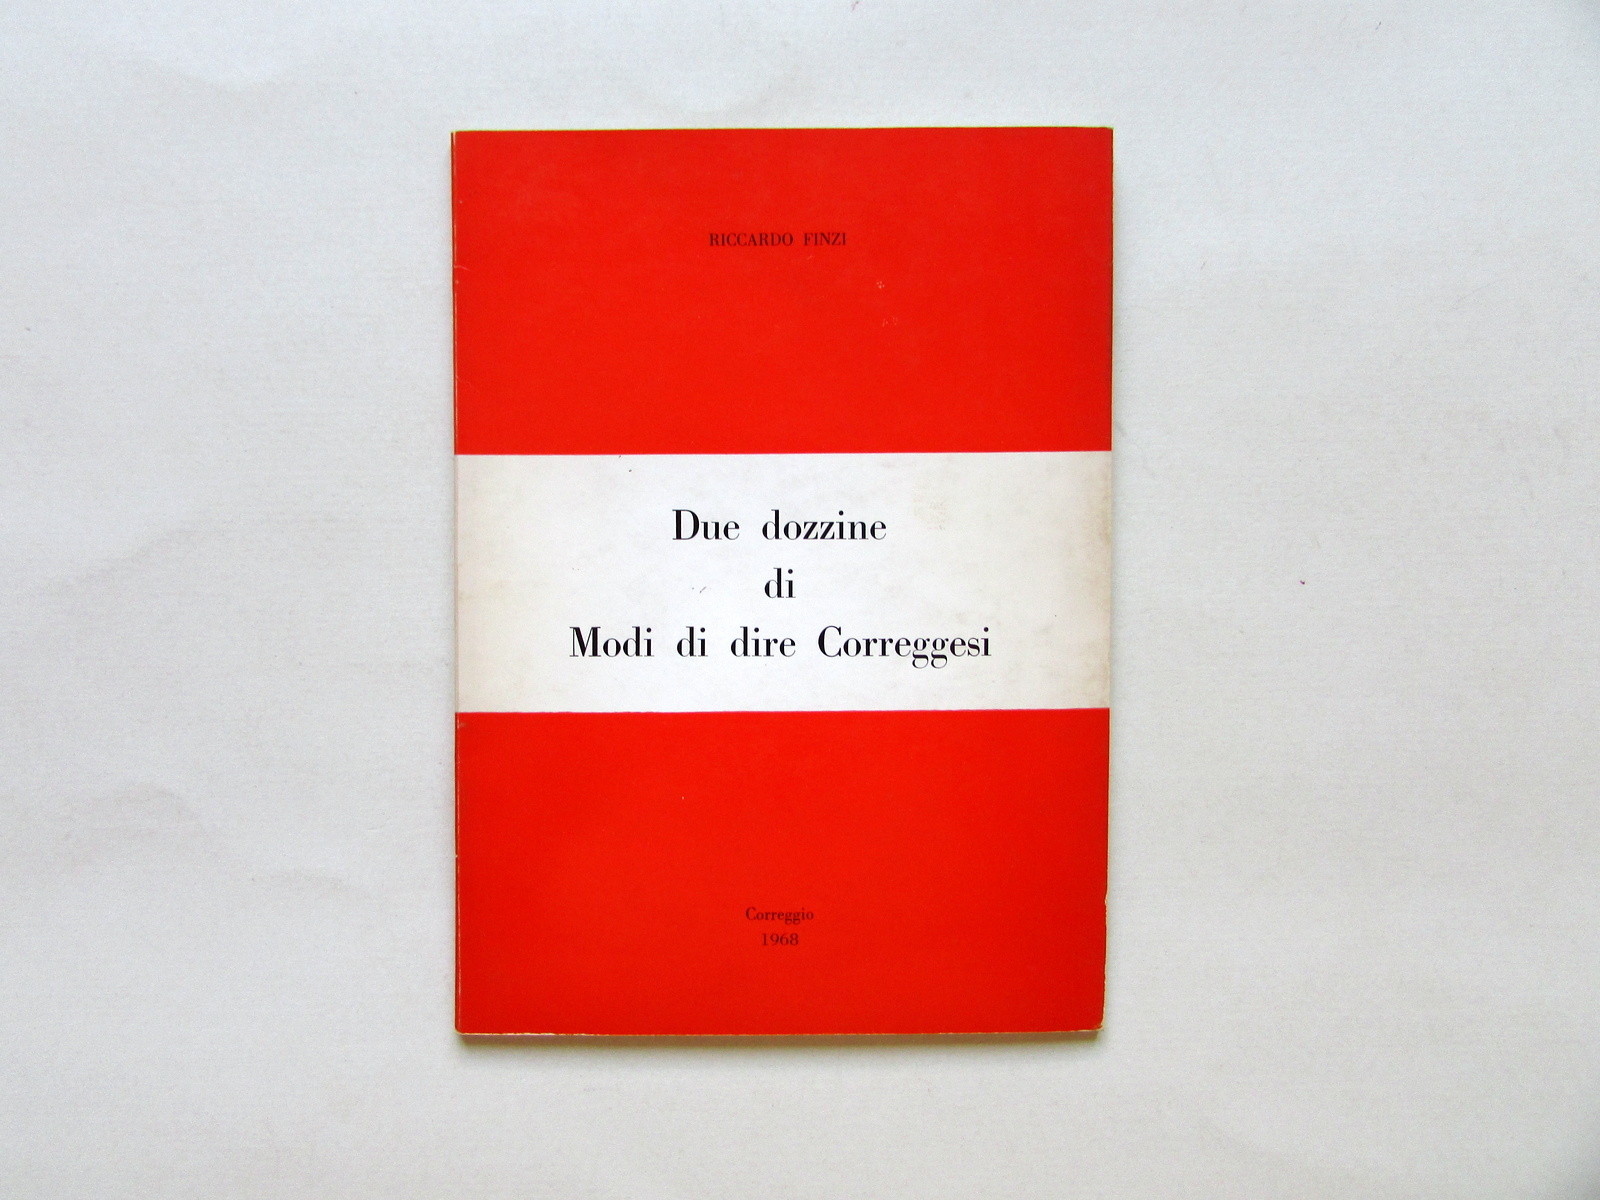 RICCARDO FINZI
Due dozzine
di
Modi di dire Correggesi
Correggio
1968